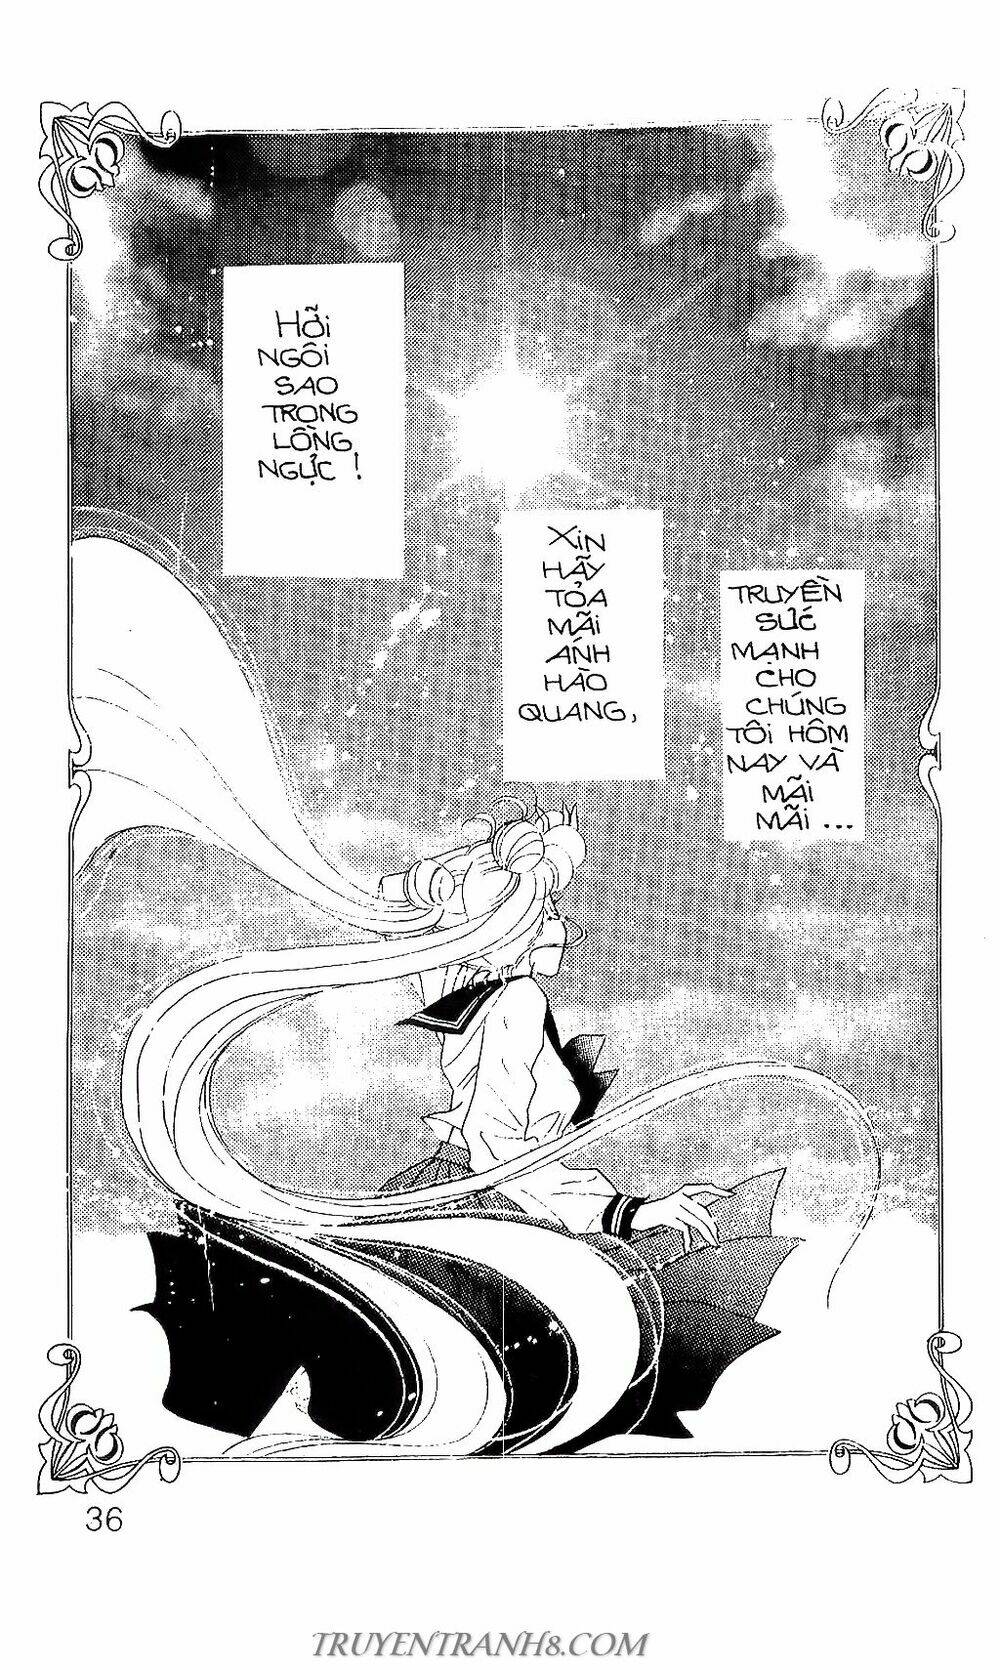 HỠI
NGÔI
SAO
TRONG
LỒNG
NGỰC !
XIN
HÃY
TỎA
MÃI
ÁNH
HÀO
QUANG,
TRUYỀN
SỨC
MẠNH
CHO
CHÚNG
TÔI HÔM
NAY VÀ
MÃI
MÃI ...
36
TRUYENTRANH8.COM